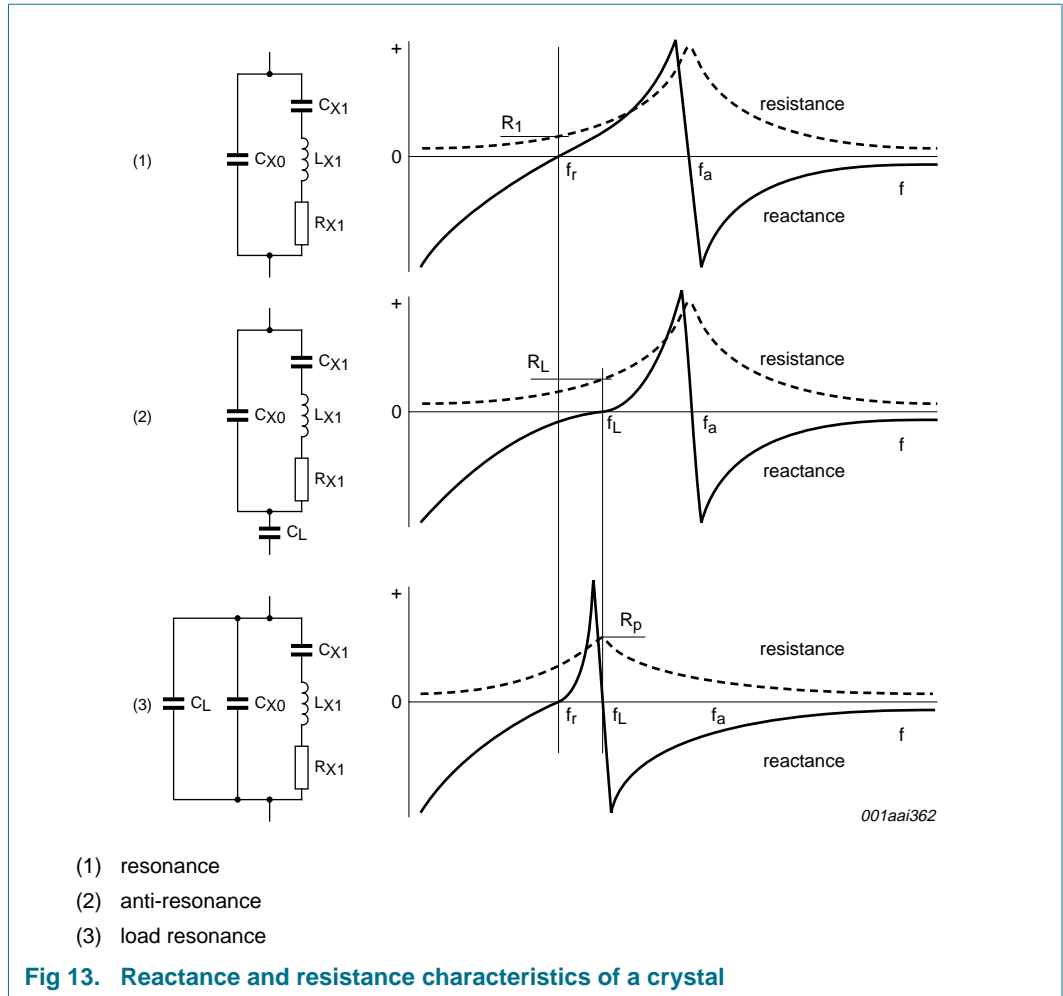 +
resistance
R1
CX1
(1)
CX0
LX1
0
fr
fa
f
RX1
reactance
+
CX1
RL
resistance
(2)
CX0
LX1
0
fL
fa
f
RX1
reactance
CL
+
CX1
Rp
resistance
(3)
CL
CX0
LX1
0
fr
fL
fa
f
RX1
reactance
001aai362
(1) resonance
(2) anti-resonance
(3) load resonance
Fig 13. Reactance and resistance characteristics of a crystal